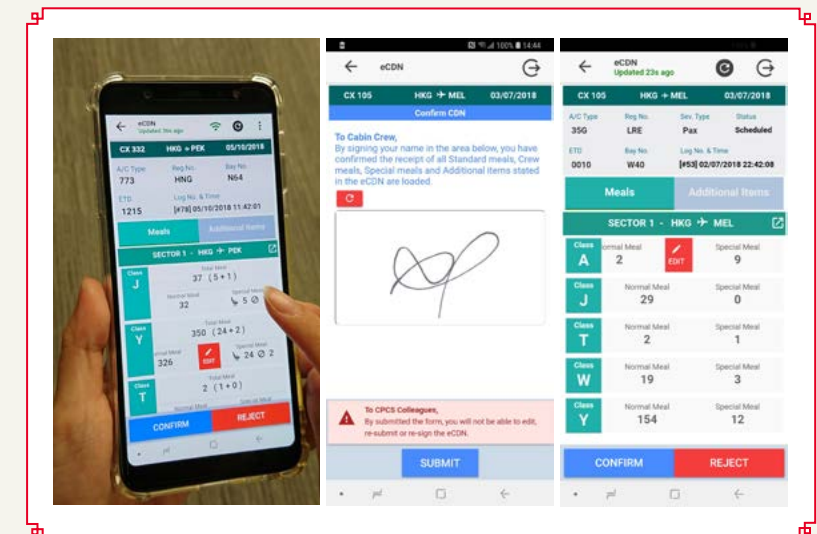 eCDN
Updated 7ms ago
CX 332 HKG → PEK 05/10/2018
A/C Type Reg No. Bay No.
773 HNG N64
ETD Log No. & Time
1215 [#78] 05/10/2018 11:42:01
Meals Additional Items
SECTOR 1 - HKG ✈ PEK
Class J
Total Meal
37 (5+1)
Normal Meal Special Meal
32 5
Class Y
Total Meal
350 (24+2)
Normal Meal Special Meal
326 EDIT 24 2
Class T
Total Meal
2 (1+0)
Normal Meal Special Meal
CONFIRM REJECT
100% 14:44
eCDN
CX 105 HKG ✈ MEL 03/07/2018
Confirm CDN
To Cabin Crew,
By signing your name in the area
below, you have
confirmed the receipt of all Standard meals, Crew
meals, Special meals and Additional items stated
in the eCDN are loaded.
To CPCS Colleagues,
By submitted the form, you will not be able to edit,
re-submit or re-sign the eCDN.
SUBMIT
eCDN
Updated 23s ago
CX 105 HKG ✈ MEL 03/07/2018
A/C Type Reg No. Sev. Type Status
35G LRE Pax Scheduled
ETD Bay No. Log No. & Time
0010 W40 [#53] 02/07/2018 22:42:08
Meals Additional Items
SECTOR 1 - HKG ✈ MEL
Class A
ormal Meal Special Meal
2 EDIT 9
Class J
Normal Meal Special Meal
29 0
Class T
Normal Meal Special Meal
2 1
Class W
Normal Meal Special Meal
19 3
Class Y
Normal Meal Special Meal
154 12
CONFIRM REJECT